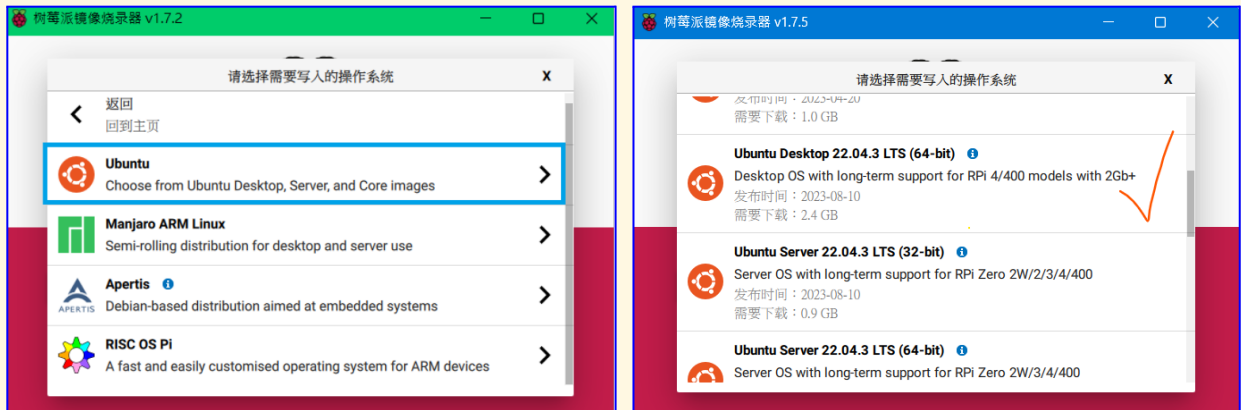 树莓派镜像烧录器 v1.7.2
请选择需要写入的操作系统 X
返回
回到主页
Ubuntu
Choose from Ubuntu Desktop, Server, and Core images
Manjaro ARM Linux
Semi-rolling distribution for desktop and server use
APERTIS
Apertis
Debian-based distribution aimed at embedded systems
RISC OS Pi
A fast and easily customised operating system for ARM devices
树莓派镜像烧录器 v1.7.5
请选择需要写入的操作系统 X
发布时间：2023-04-20
需要下载：1.0 GB
Ubuntu Desktop 22.04.3 LTS (64-bit)
Desktop OS with long-term support for RPi 4/400 models with 2Gb+
发布时间：2023-08-10
需要下载：2.4 GB
Ubuntu Server 22.04.3 LTS (32-bit)
Server OS with long-term support for RPi Zero 2W/2/3/4/400
发布时间：2023-08-10
需要下载：0.9 GB
Ubuntu Server 22.04.3 LTS (64-bit)
Server OS with long-term support for RPi Zero 2W/3/4/400